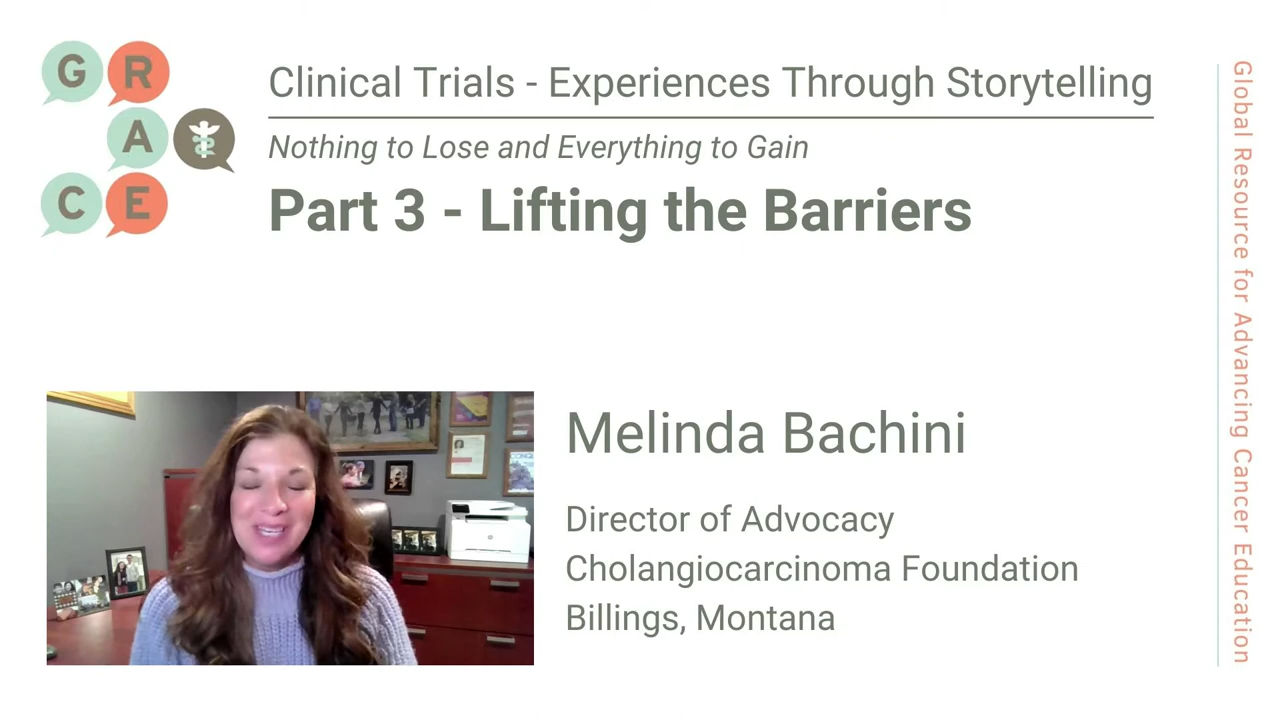 G R
A
C E
Clinical Trials - Experiences Through Storytelling
Nothing to Lose and Everything to Gain
Part 3 - Lifting the Barriers
Melinda Bachini
Director of Advocacy
Cholangiocarcinoma Foundation
Billings, Montana
Global Resource for Advancing Cancer Education